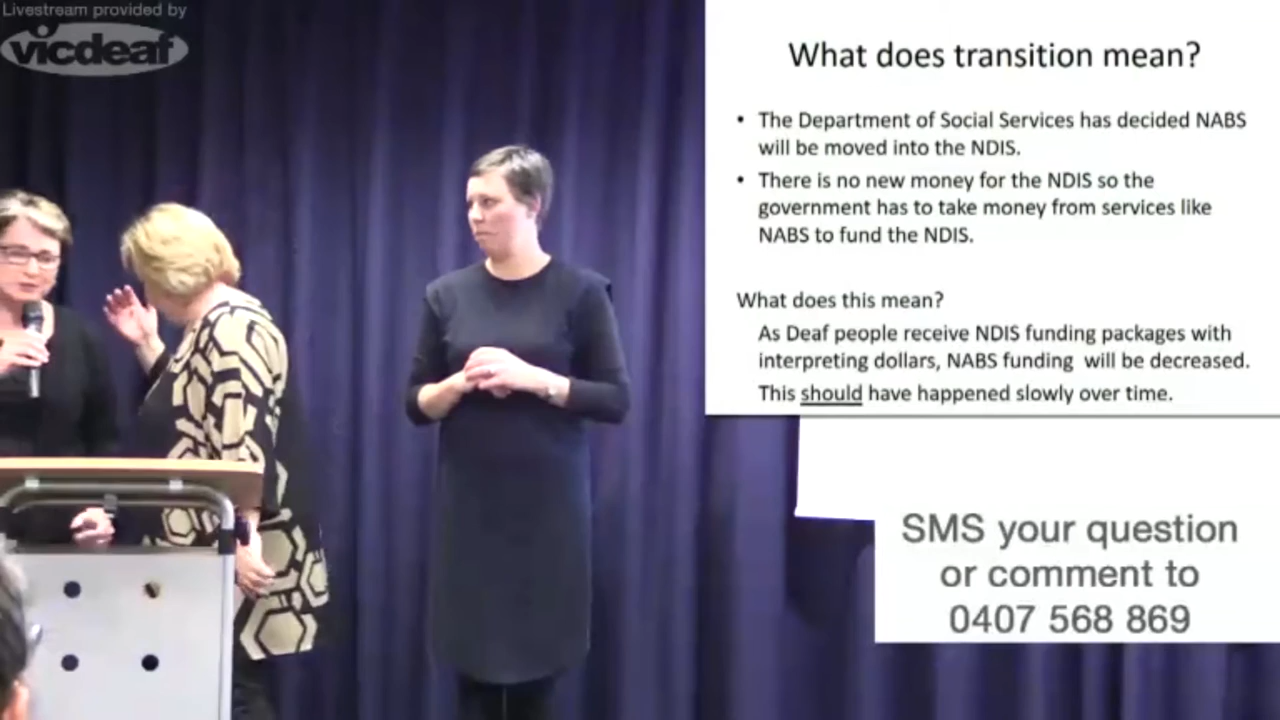 Livestream provided by
vicdeaf
What does transition mean?
• The Department of Social Services has decided NABS
will be moved into the NDIS.
• There is no new money for the NDIS so the
government has to take money from services like
NABS to fund the NDIS.
What does this mean?
As Deaf people receive NDIS funding packages with
interpreting dollars, NABS funding will be decreased.
This should have happened slowly over time.
SMS your question
or comment to
0407 568 869